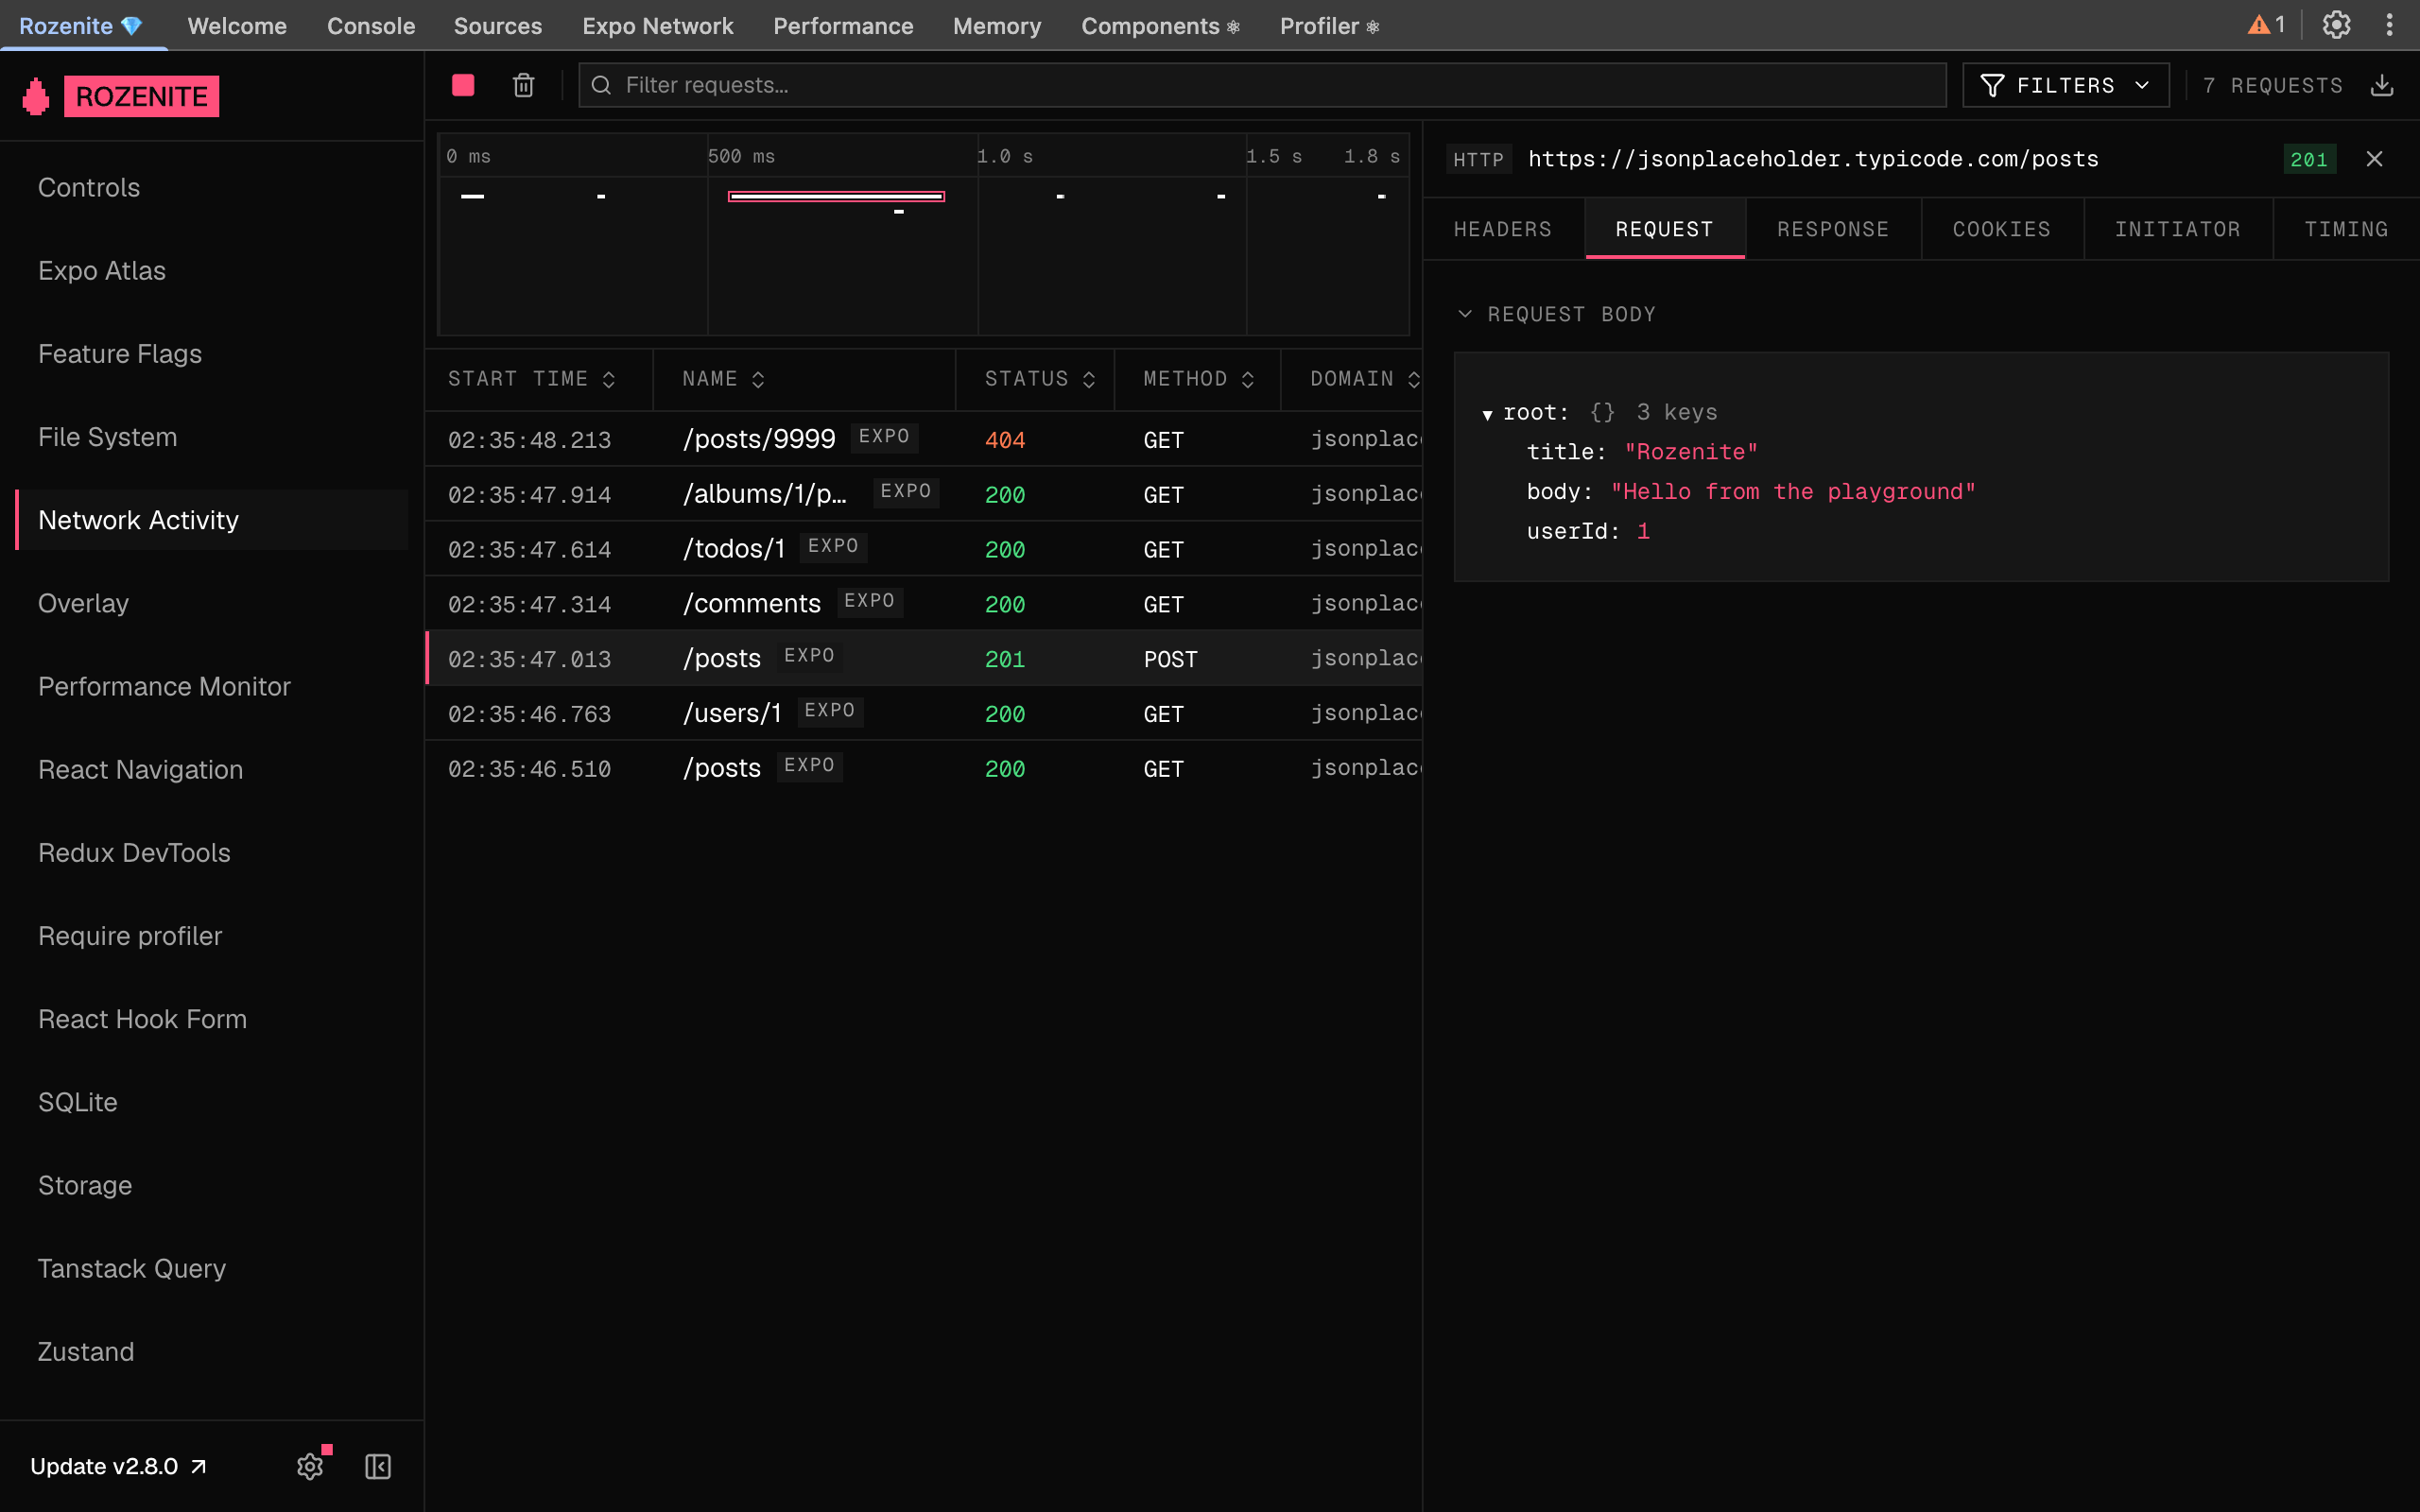 Rozenite 💎 Welcome Console Sources Expo Network Performance Memory Components ⚛ Profiler ⚛ 1
ROZENITE
Controls
Expo Atlas
Feature Flags
File System
Network Activity
Overlay
Performance Monitor
React Navigation
Redux DevTools
Require profiler
React Hook Form
SQLite
Storage
Tanstack Query
Zustand
Update v2.8.0
Filter requests...
FILTERS
7 REQUESTS
0 ms 500 ms 1.0 s 1.5 s 1.8 s
START TIME NAME STATUS METHOD DOMAIN
02:35:48.213 /posts/9999 EXPO 404 GET jsonplac
02:35:47.914 /albums/1/p... EXPO 200 GET jsonplac
02:35:47.614 /todos/1 EXPO 200 GET jsonplac
02:35:47.314 /comments EXPO 200 GET jsonplac
02:35:47.013 /posts EXPO 201 POST jsonplac
02:35:46.763 /users/1 EXPO 200 GET jsonplac
02:35:46.510 /posts EXPO 200 GET jsonplac
HTTP https://jsonplaceholder.typicode.com/posts 201
HEADERS REQUEST RESPONSE COOKIES INITIATOR TIMING
REQUEST BODY
root: {} 3 keys
title: "Rozenite"
body: "Hello from the playground"
userId: 1